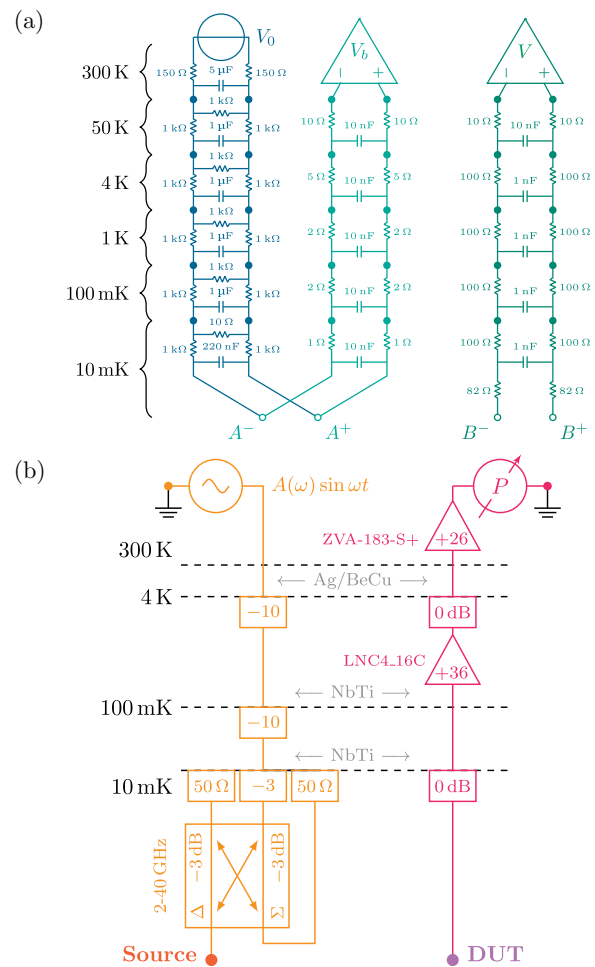 (a)
V₀
V_b
V
− +
− +
300 K
150 Ω 5 µF 150 Ω
1 kΩ
10 Ω 10 nF 10 Ω
10 Ω 10 nF 10 Ω
50 K
1 kΩ 1 µF 1 kΩ
1 kΩ
5 Ω 10 nF 5 Ω
100 Ω 1 nF 100 Ω
4 K
1 kΩ 1 µF 1 kΩ
1 kΩ
2 Ω 10 nF 2 Ω
100 Ω 1 nF 100 Ω
1 K
1 kΩ 1 µF 1 kΩ
1 kΩ
2 Ω 10 nF 2 Ω
100 Ω 1 nF 100 Ω
100 mK
1 kΩ 1 µF 1 kΩ
10 Ω
1 Ω 10 nF 1 Ω
100 Ω 1 nF 100 Ω
10 mK
1 kΩ 220 nF 1 kΩ
82 Ω 82 Ω
A⁻ A⁺
B⁻ B⁺
(b)
A(ω) sin ωt
P
ZVA-183-S+
+26
300 K
Ag/BeCu
4 K
−10
0 dB
LNC4_16C
+36
NbTi
100 mK
−10
NbTi
10 mK
50 Ω −3 50 Ω
0 dB
2-40 GHz
−3 dB −3 dB
Δ Σ
Source
DUT